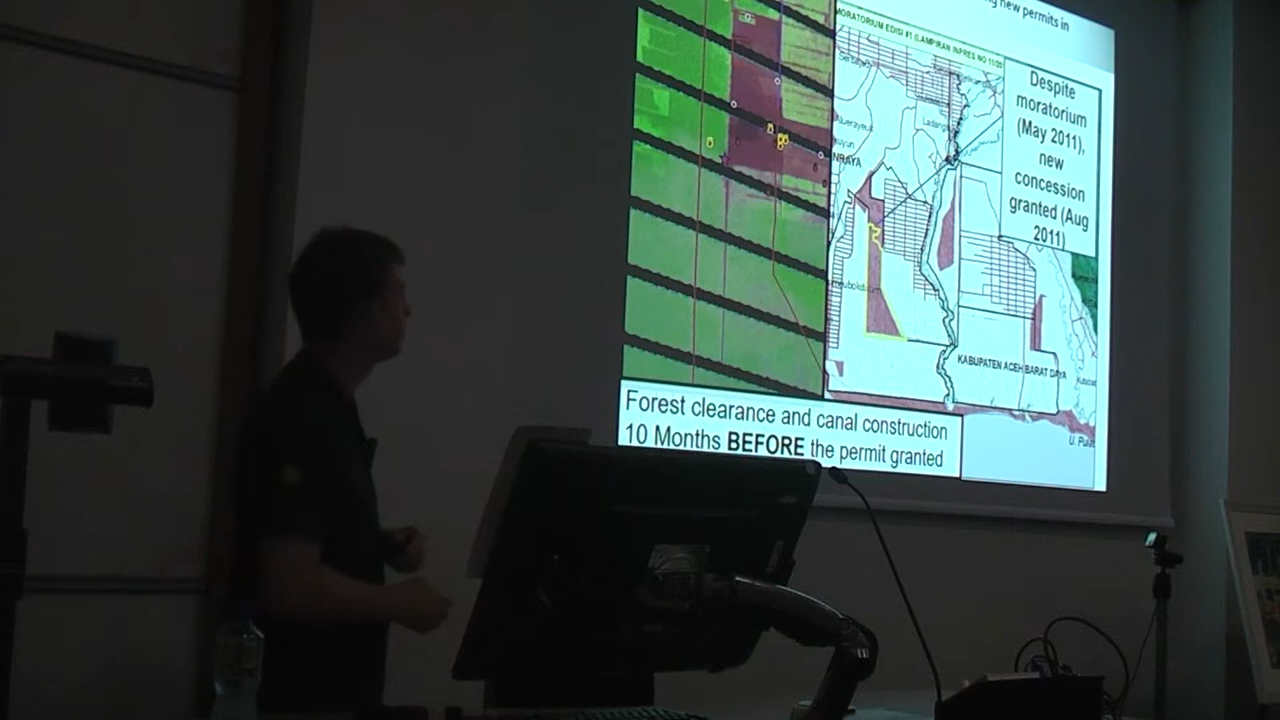 new permits in
MORATORIUM EDISI #1 (LAMPIRAN INPRES NO 10/20
Despite
moratorium
(May 2011),
new
concession
granted (Aug
2011)
NRAYA
KABUPATEN ACEH BARAT DAYA
Forest clearance and canal construction
10 Months BEFORE the permit granted